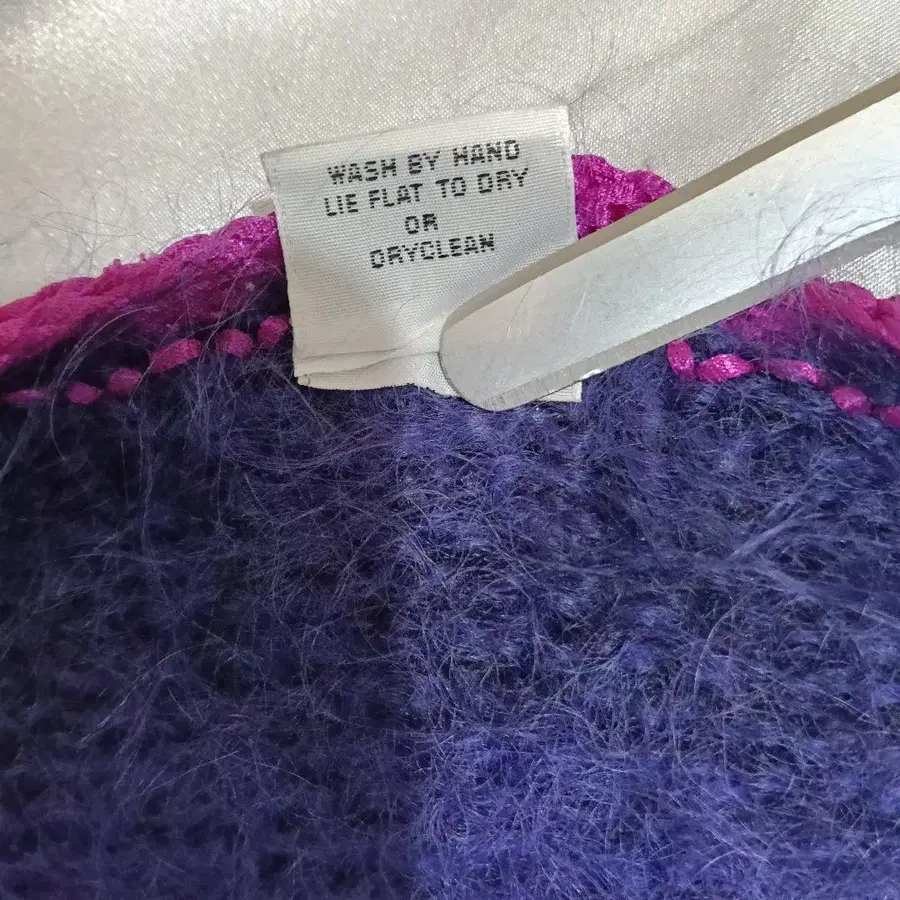 WASH BY HAND
LIE FLAT TO DRY
OR
DRYCLEAN